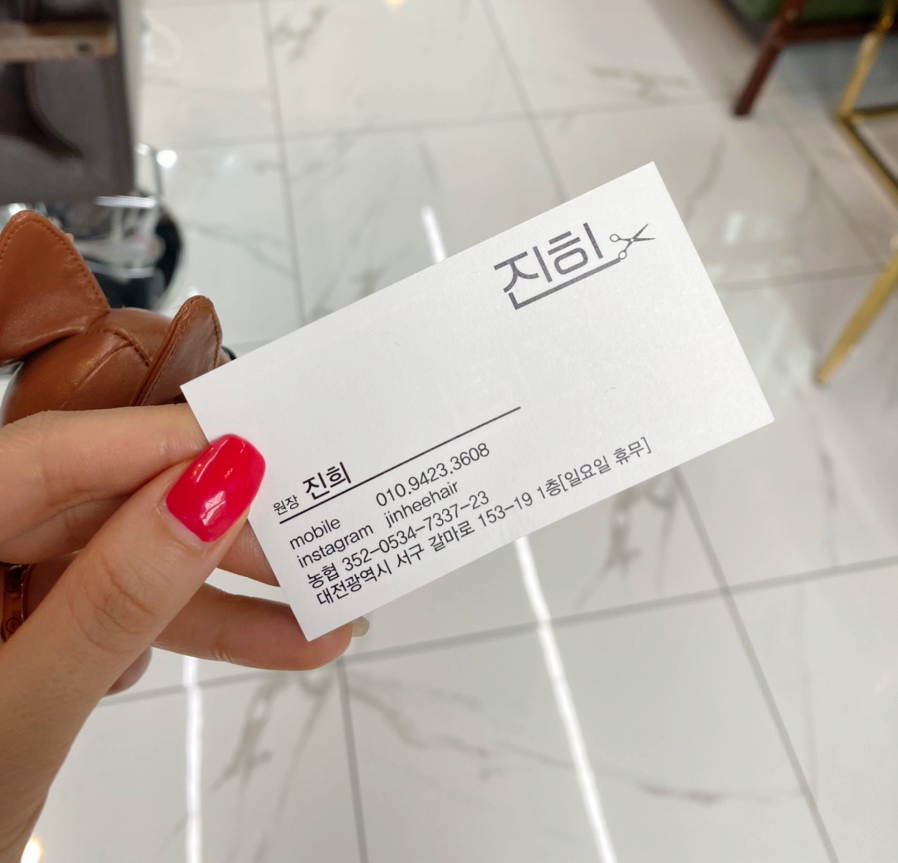 진희
원장 진희
mobile 010.9423.3608
instagram jinheehair
농협 352-0534-7337-23
대전광역시 서구 갈마로 153-19 1층[일요일 휴무]